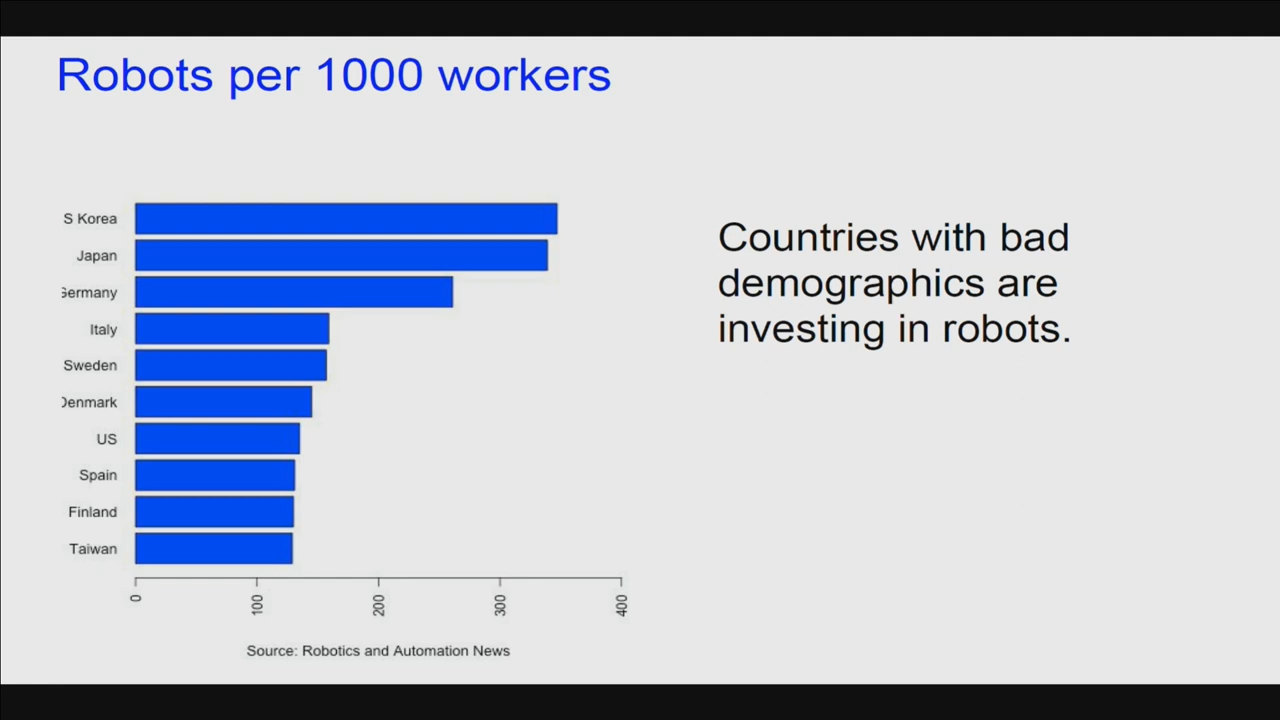 Robots per 1000 workers
S Korea
Japan
Germany
Italy
Sweden
Denmark
US
Spain
Finland
Taiwan
0
100
200
300
400
Source: Robotics and Automation News
Countries with bad
demographics are
investing in robots.